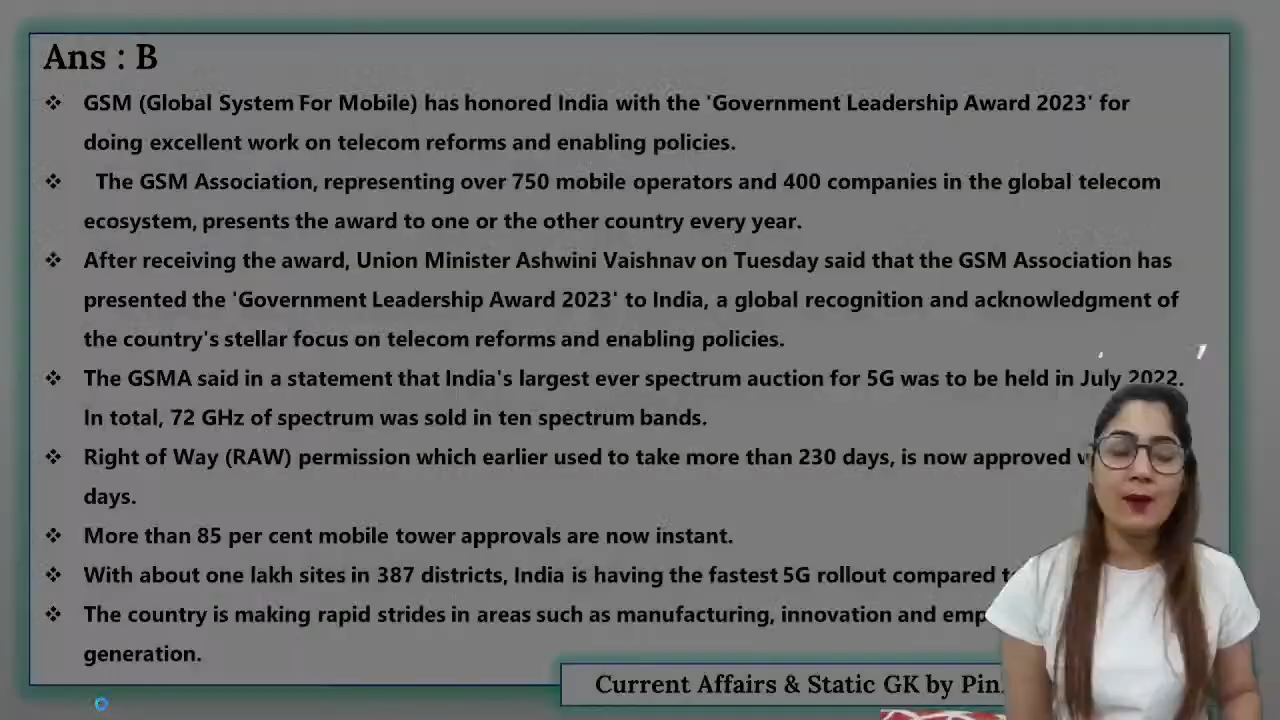 Ans : B
❖ GSM (Global System For Mobile) has honored India with the 'Government Leadership Award 2023' for
doing excellent work on telecom reforms and enabling policies.
❖ The GSM Association, representing over 750 mobile operators and 400 companies in the global telecom
ecosystem, presents the award to one or the other country every year.
❖ After receiving the award, Union Minister Ashwini Vaishnav on Tuesday said that the GSM Association has
presented the 'Government Leadership Award 2023' to India, a global recognition and acknowledgment of
the country's stellar focus on telecom reforms and enabling policies.
❖ The GSMA said in a statement that India's largest ever spectrum auction for 5G was to be held in July 2022.
In total, 72 GHz of spectrum was sold in ten spectrum bands.
❖ Right of Way (RAW) permission which earlier used to take more than 230 days, is now approved
days.
❖ More than 85 per cent mobile tower approvals are now instant.
❖ With about one lakh sites in 387 districts, India is having the fastest 5G rollout compared
❖ The country is making rapid strides in areas such as manufacturing, innovation and
generation.
Current Affairs & Static GK by